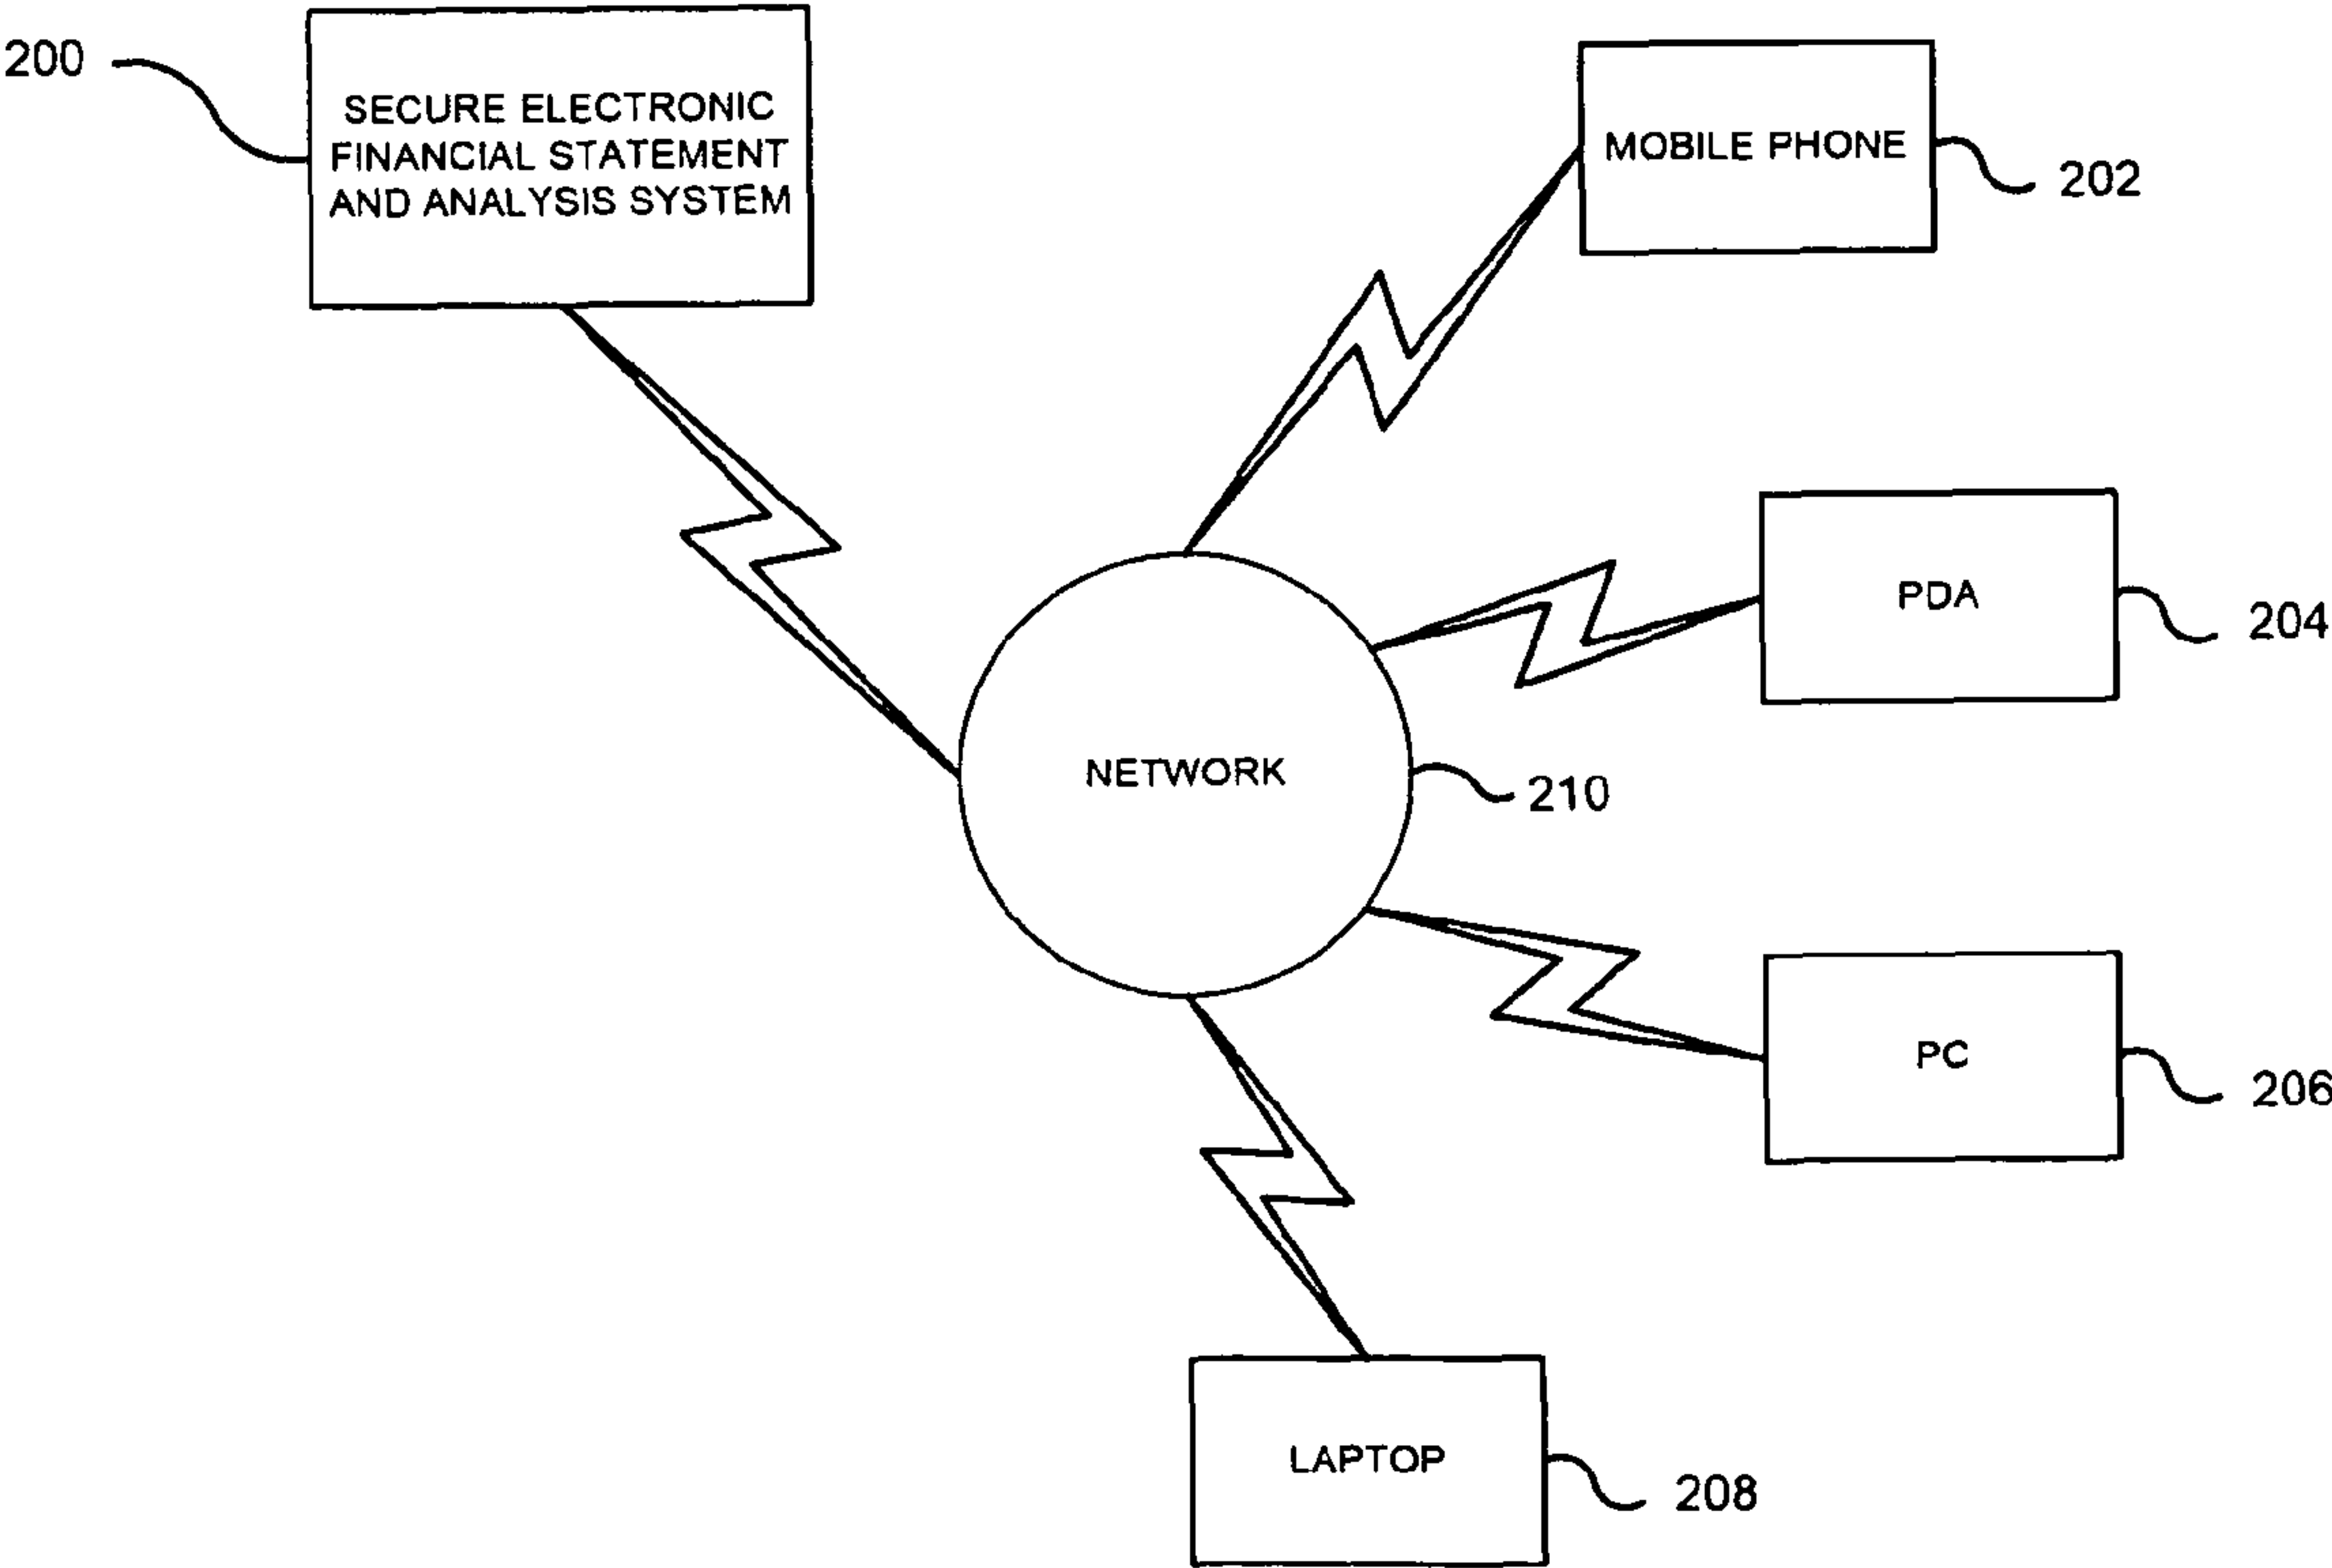 200
SECURE ELECTRONIC
FINANCIAL STATEMENT
AND ANALYSIS SYSTEM
MOBILE PHONE
202
PDA
204
NETWORK
210
PC
206
LAPTOP
208